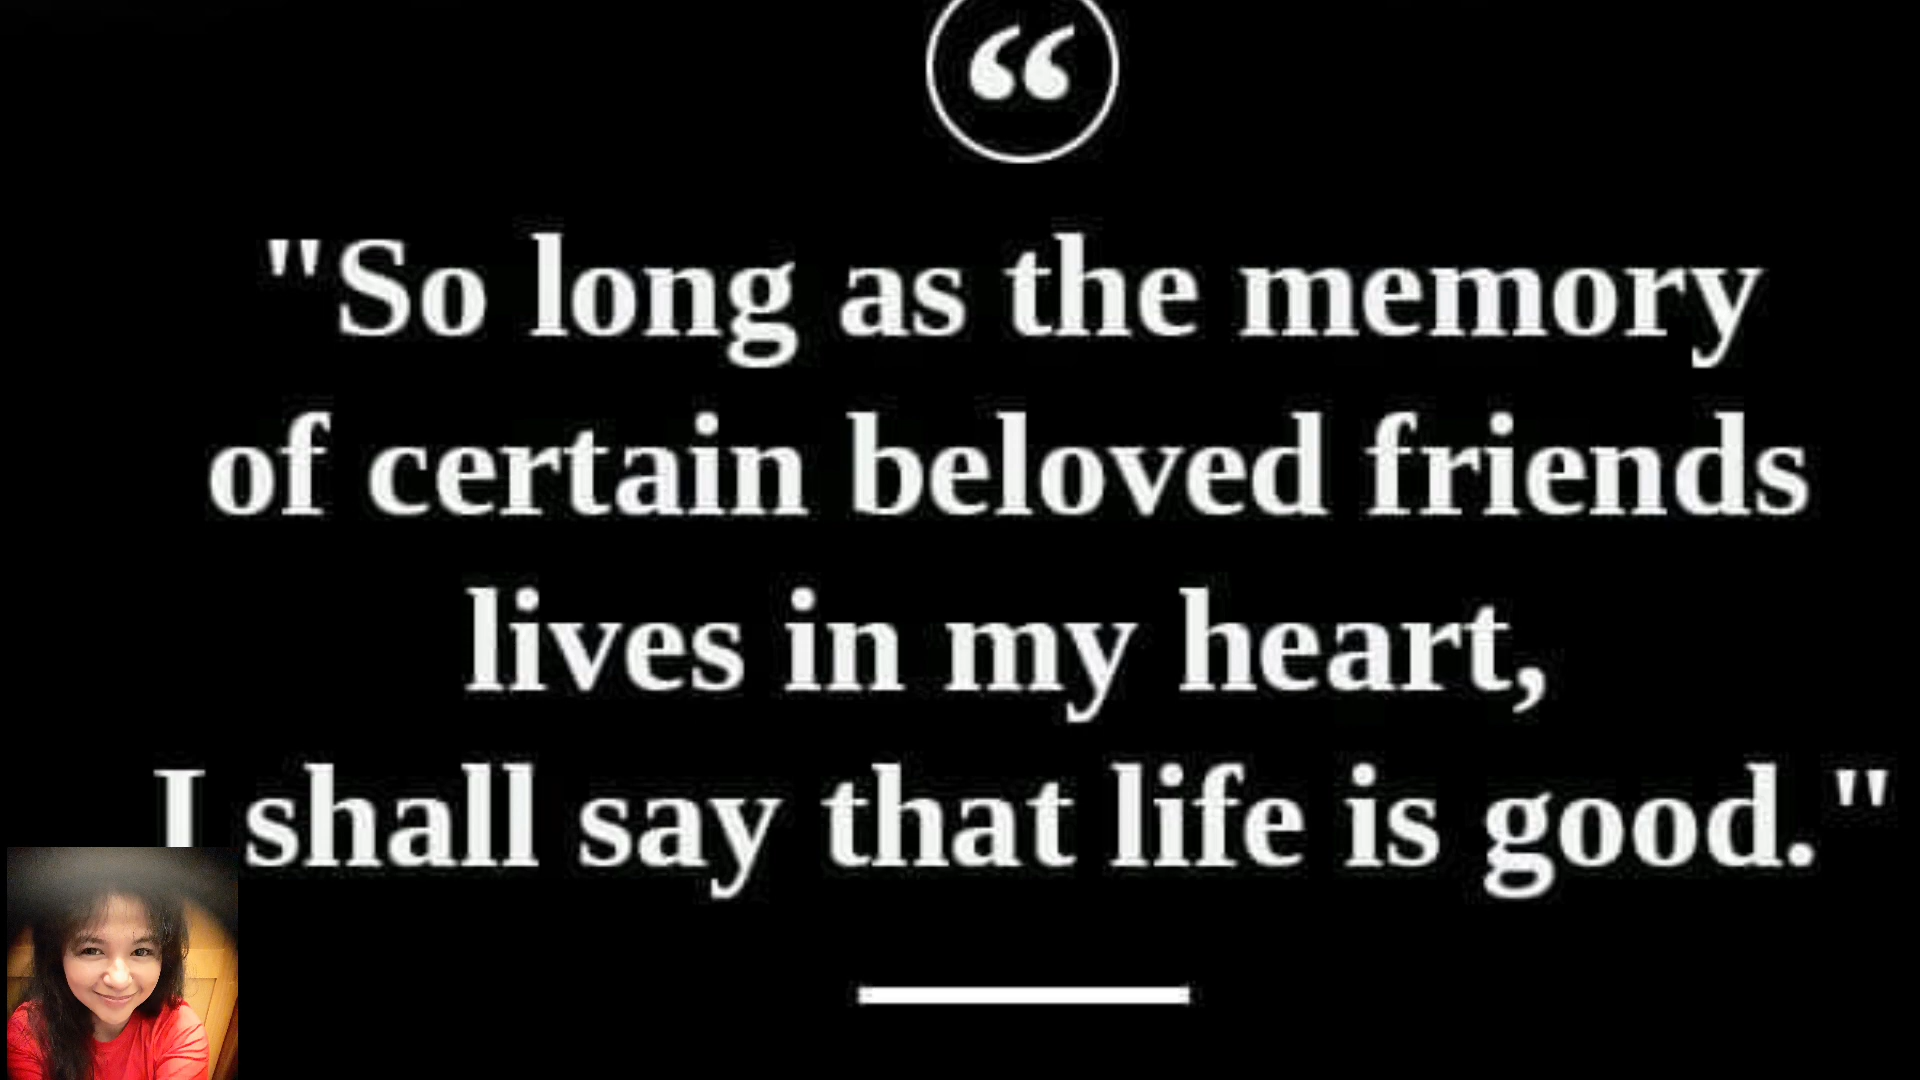 “
"So long as the memory
of certain beloved friends
lives in my heart,
I shall say that life is good."